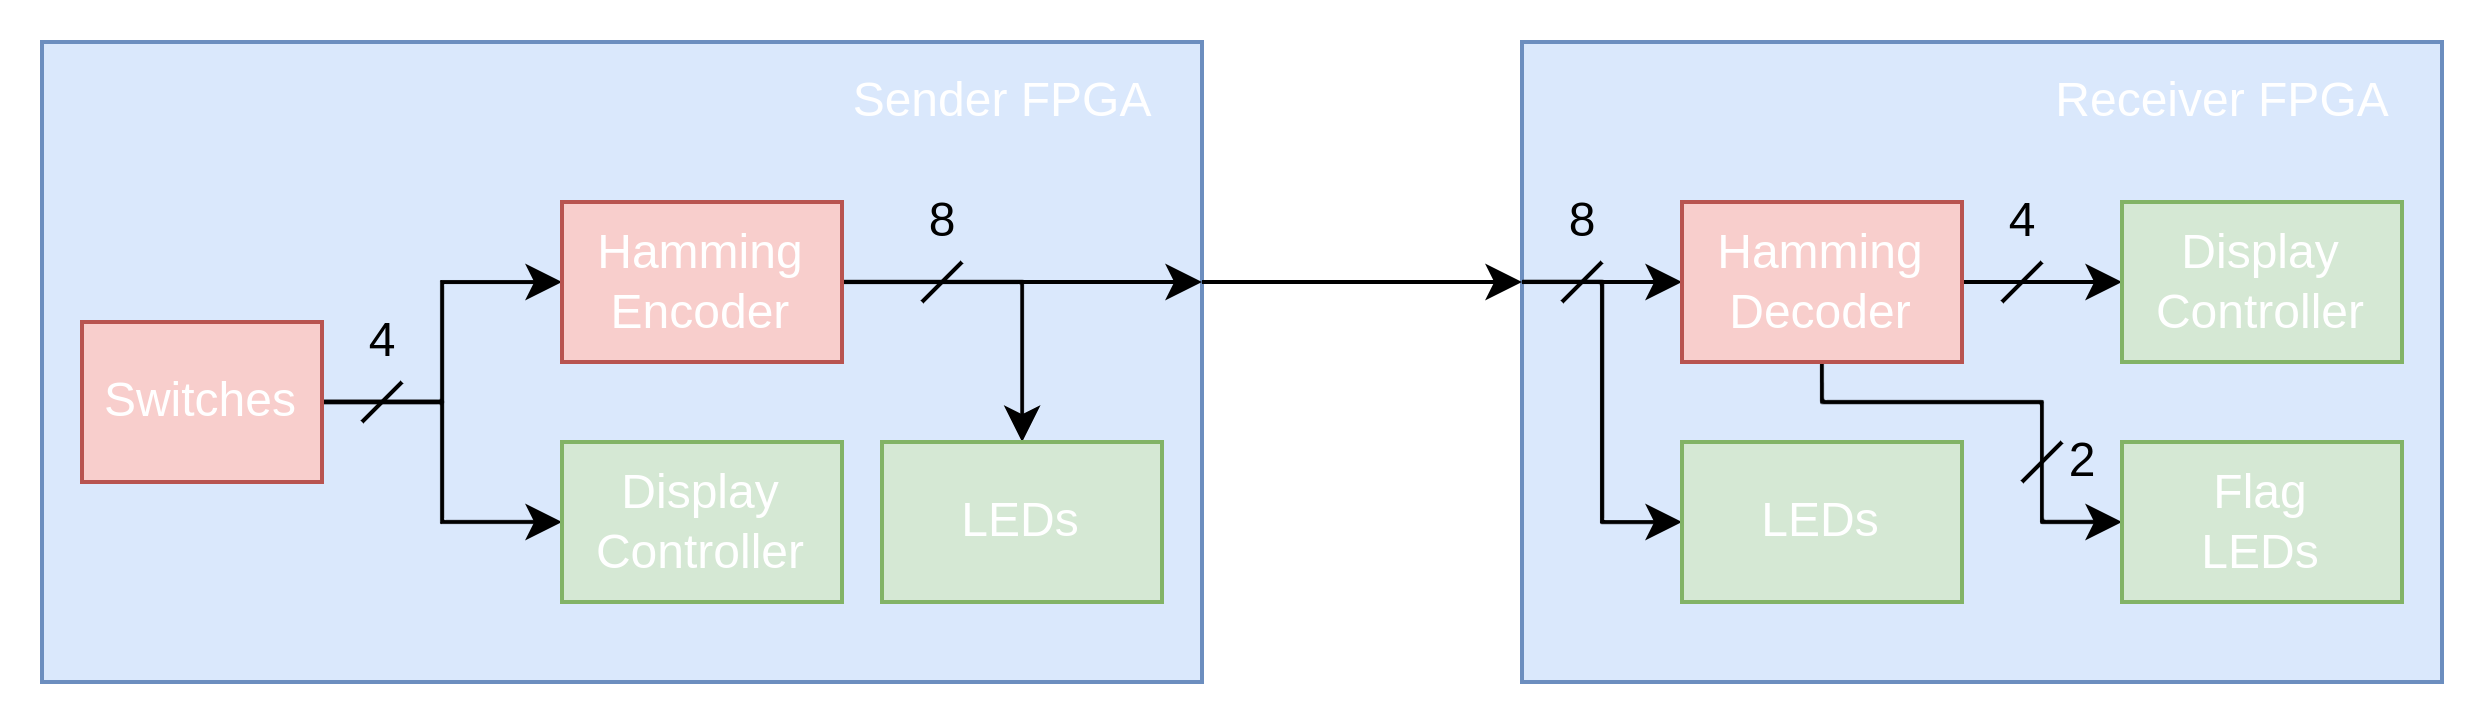 Sender FPGA
Receiver FPGA
Switches
4
Hamming
Encoder
8
Display
Controller
LEDs
8
Hamming
Decoder
4
Display
Controller
LEDs
2
Flag
LEDs